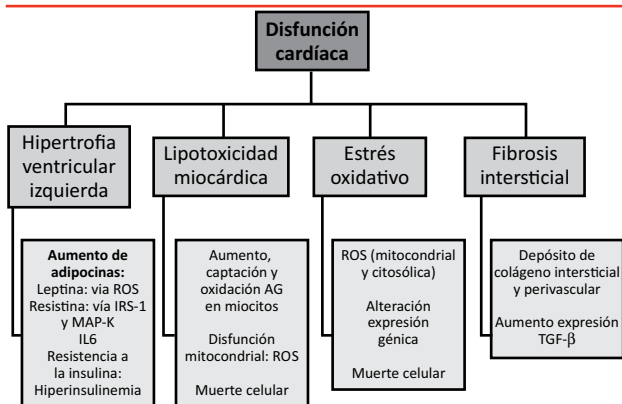 Disfunción
cardíaca
Hipertrofia
ventricular
izquierda
Lipotoxicidad
miocárdica
Estrés
oxidativo
Fibrosis
intersticial
Aumento de
adipocinas:
Leptina: via ROS
Resistina: vía IRS-1
y MAP-K
IL6
Resistencia a
la insulina:
Hiperinsulinemia
Aumento,
captación y
oxidación AG
en miocitos
Disfunción
mitocondrial: ROS
Muerte celular
ROS (mitocondrial
y citosólica)
Alteración
expresión
génica
Muerte celular
Depósito de
colágeno intersticial
y perivascular
Aumento expresión
TGF-β